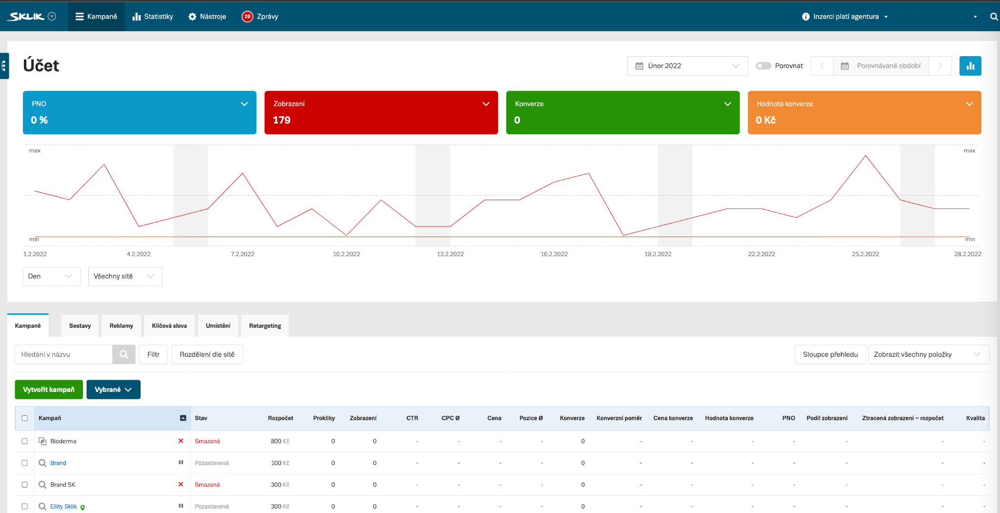 SKLIK Kampaně Statistiky Nástroje 26 Zprávy Inzerci platí agentura
Účet Únor 2022 Porovnat Porovnávané období
PNO Zobrazení Konverze Hodnota konverze
0 % 179 0 0 Kč
max max
min min
1.2.2022 4.2.2022 7.2.2022 10.2.2022 13.2.2022 16.2.2022 19.2.2022 22.2.2022 25.2.2022 28.2.2022
Den Všechny sítě
Kampaně Sestavy Reklamy Klíčová slova Umístění Retargeting
Hledání v názvu Filtr Rozdělení dle sítě Sloupce přehledu Zobrazit všechny položky
Vytvořit kampaň Vybrané
Kampaň Stav Rozpočet Prokliky Zobrazení CTR CPC Ø Cena Pozice Ø Konverze Konverzní poměr Cena konverze Hodnota konverze PNO Podíl zobrazení Ztracená zobrazení – rozpočet Kvalita
Bioderma Smazaná 800 Kč 0 0 - - - - 0 - - - - - - -
Brand Pozastavená 100 Kč 0 0 - - - - 0 - - - - - - -
Brand SK Smazaná 300 Kč 0 0 - - - - 0 - - - - - - -
Ellity Sklik Pozastavená 300 Kč 0 0 - - - - 0 - - - - - - -